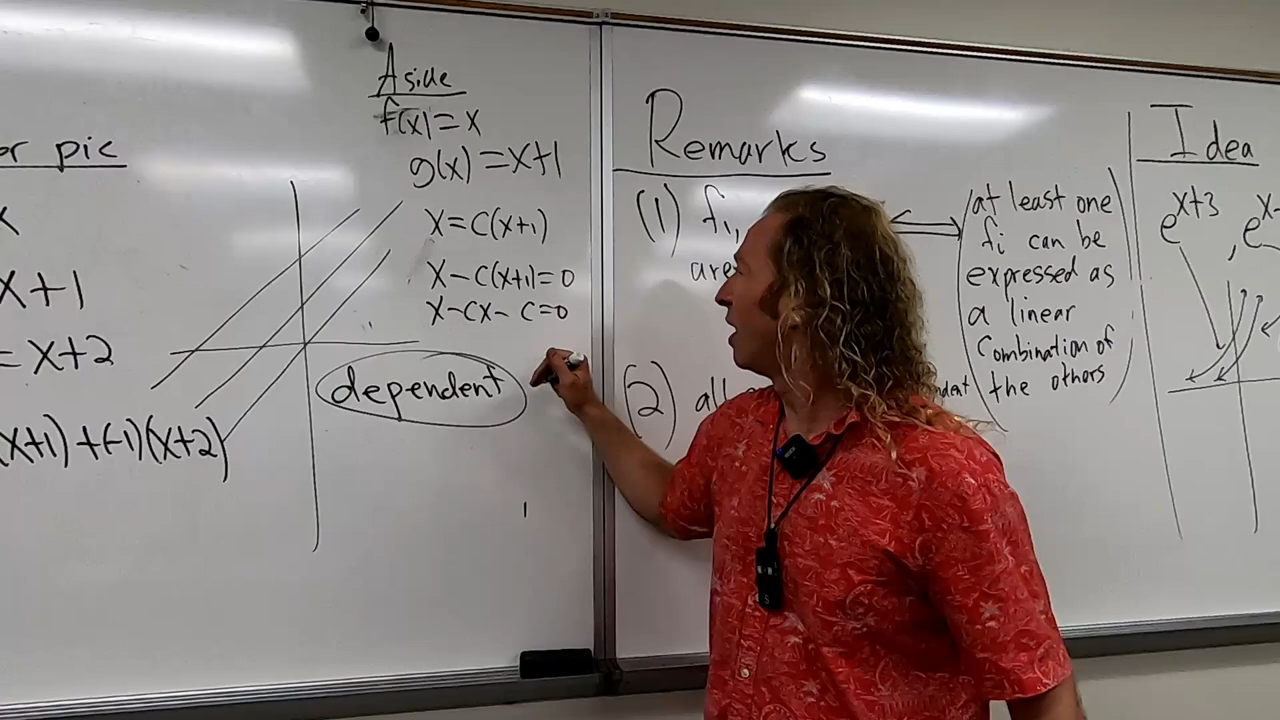 or pic
x
x+1
=x+2
(x+1)+(-1)(x+2)
Aside
f(x)=x
g(x)=x+1
x=c(x+1)
x-c(x+1)=0
x-cx-c=0
dependent
Remarks
(1) f₁,
are
at least one
fi can be
expressed as
a linear
combination of
the others
(2) all
Idea
e^x+3, e^x-